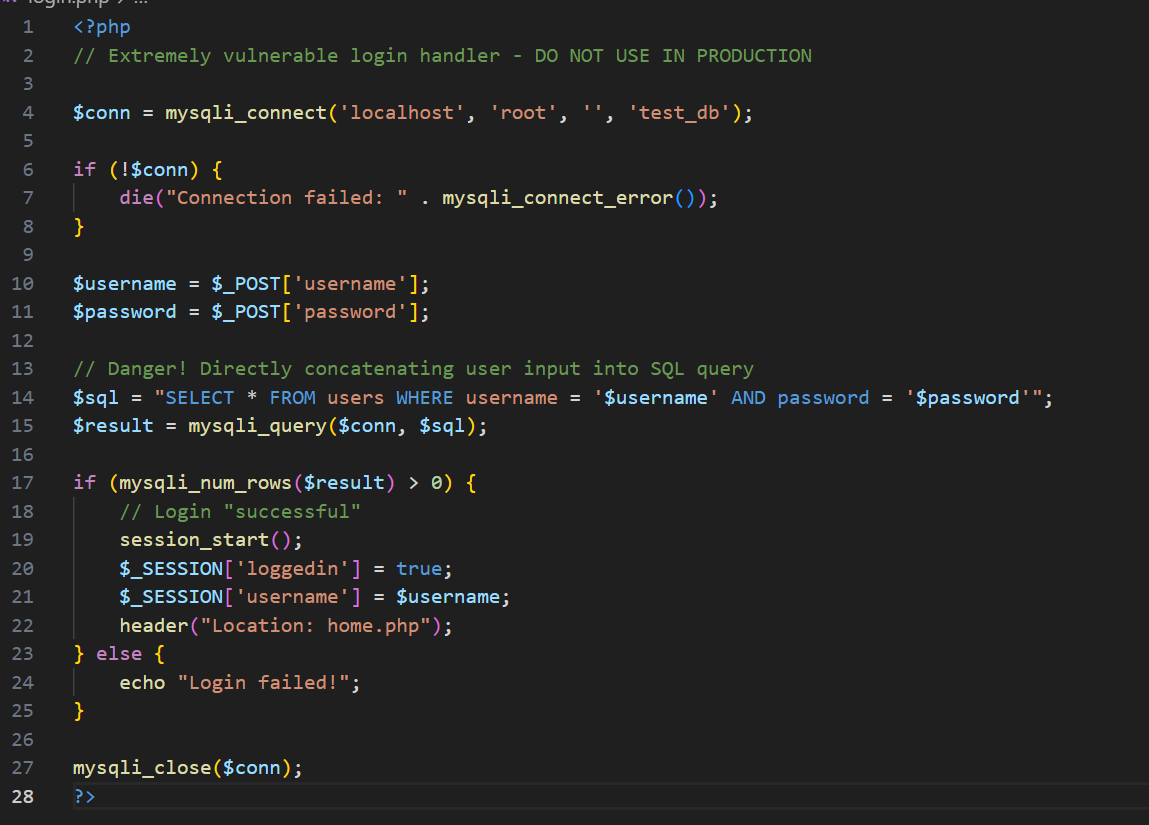 login.php > ...
1 <?php
2 // Extremely vulnerable login handler - DO NOT USE IN PRODUCTION
3
4 $conn = mysqli_connect('localhost', 'root', '', 'test_db');
5
6 if (!$conn) {
7     die("Connection failed: " . mysqli_connect_error());
8 }
9
10 $username = $_POST['username'];
11 $password = $_POST['password'];
12
13 // Danger! Directly concatenating user input into SQL query
14 $sql = "SELECT * FROM users WHERE username = '$username' AND password = '$password'";
15 $result = mysqli_query($conn, $sql);
16
17 if (mysqli_num_rows($result) > 0) {
18     // Login "successful"
19     session_start();
20     $_SESSION['loggedin'] = true;
21     $_SESSION['username'] = $username;
22     header("Location: home.php");
23 } else {
24     echo "Login failed!";
25 }
26
27 mysqli_close($conn);
28 ?>